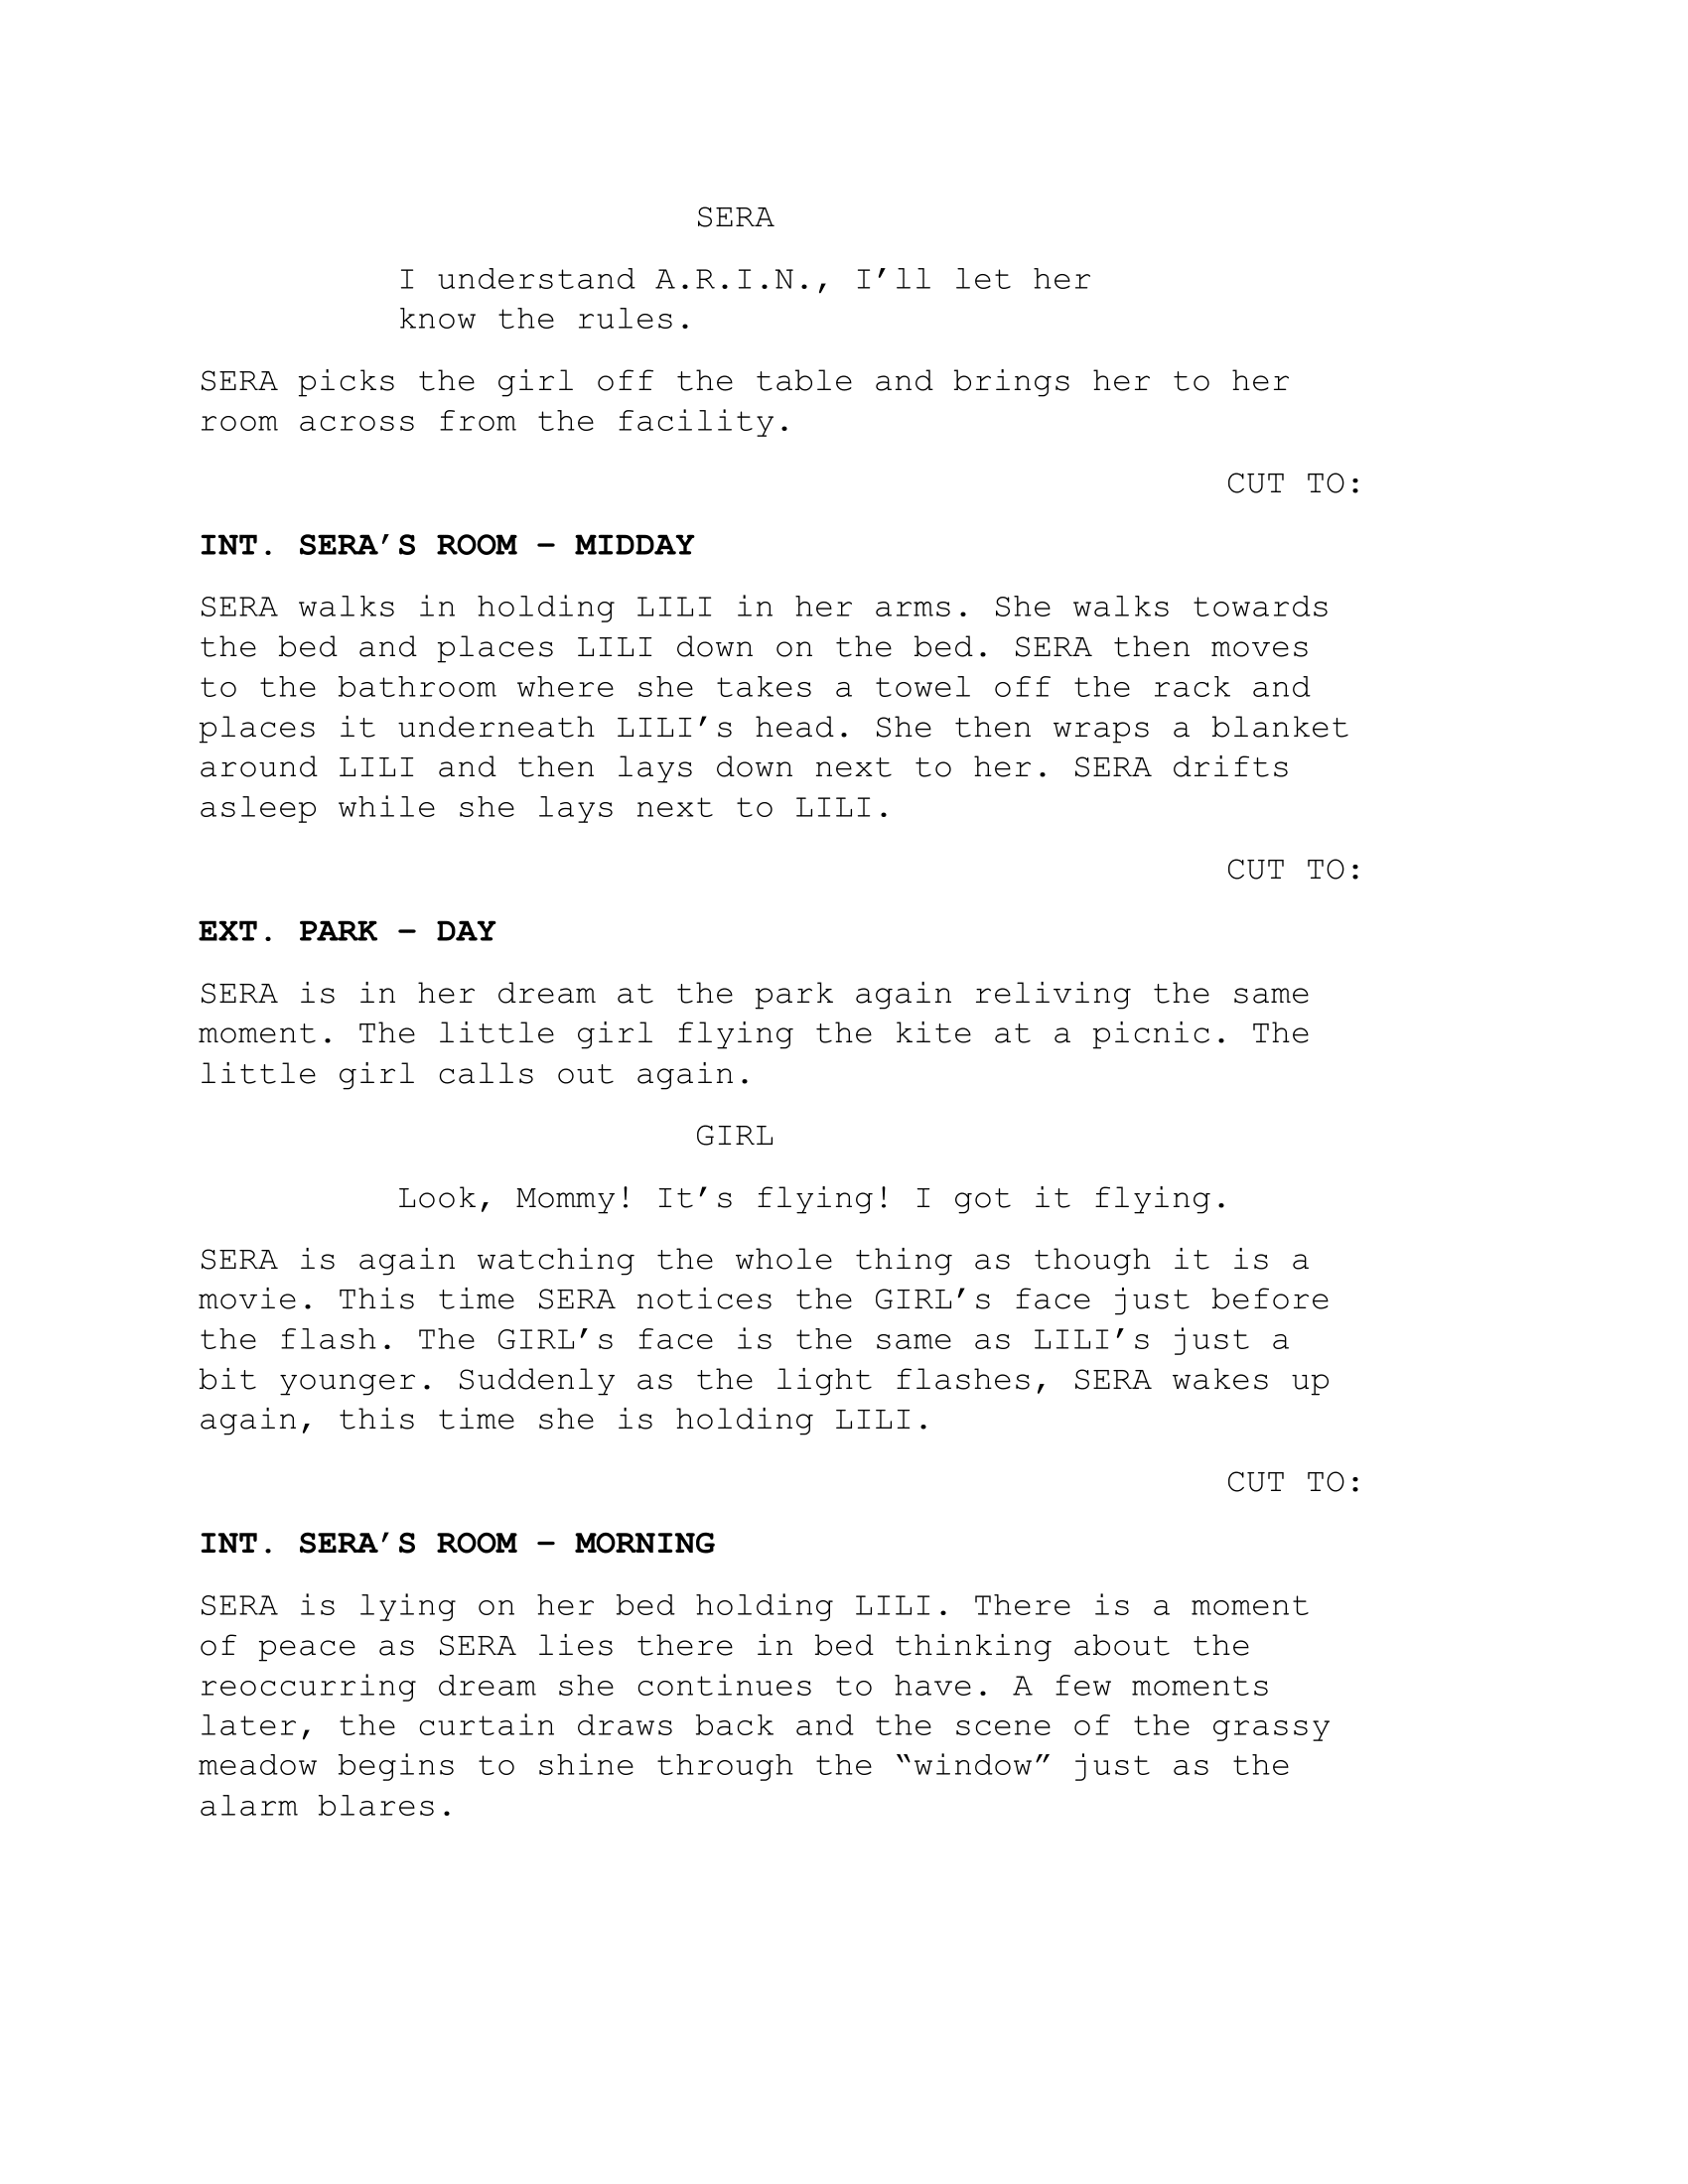 SERA
I understand A.R.I.N., I’ll let her
know the rules.
SERA picks the girl off the table and brings her to her
room across from the facility.
CUT TO:
INT. SERA’S ROOM – MIDDAY
SERA walks in holding LILI in her arms. She walks towards
the bed and places LILI down on the bed. SERA then moves
to the bathroom where she takes a towel off the rack and
places it underneath LILI’s head. She then wraps a blanket
around LILI and then lays down next to her. SERA drifts
asleep while she lays next to LILI.
CUT TO:
EXT. PARK – DAY
SERA is in her dream at the park again reliving the same
moment. The little girl flying the kite at a picnic. The
little girl calls out again.
GIRL
Look, Mommy! It’s flying! I got it flying.
SERA is again watching the whole thing as though it is a
movie. This time SERA notices the GIRL’s face just before
the flash. The GIRL’s face is the same as LILI’s just a
bit younger. Suddenly as the light flashes, SERA wakes up
again, this time she is holding LILI.
CUT TO:
INT. SERA’S ROOM – MORNING
SERA is lying on her bed holding LILI. There is a moment
of peace as SERA lies there in bed thinking about the
reoccurring dream she continues to have. A few moments
later, the curtain draws back and the scene of the grassy
meadow begins to shine through the “window” just as the
alarm blares.